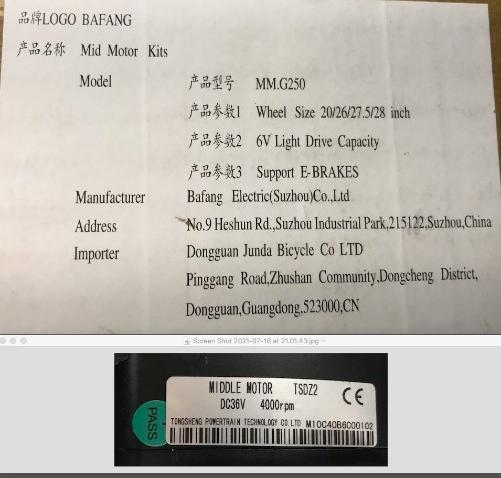 品牌LOGO BAFANG
产品名称 Mid Motor Kits
Model 产品型号 MM.G250
产品参数1 Wheel Size 20/26/27.5/28 inch
产品参数2 6V Light Drive Capacity
产品参数3 Support E-BRAKES
Manufacturer Bafang Electric(Suzhou)Co.,Ltd
Address No.9 Heshun Rd.,Suzhou Industrial Park,215122,Suzhou,China
Importer Dongguan Junda Bicycle Co LTD
Pinggang Road,Zhushan Community,Dongcheng District,
Dongguan,Guangdong,523000,CN
Screen Shot 2021-07-18 at 21.01.43.jpg
MIDDLE MOTOR TSDZ2
DC36V 4000rpm
CE
PASS
TONGSHENG POWERTRAIN TECHNOLOGY CO.LTD M10C40B6C00102